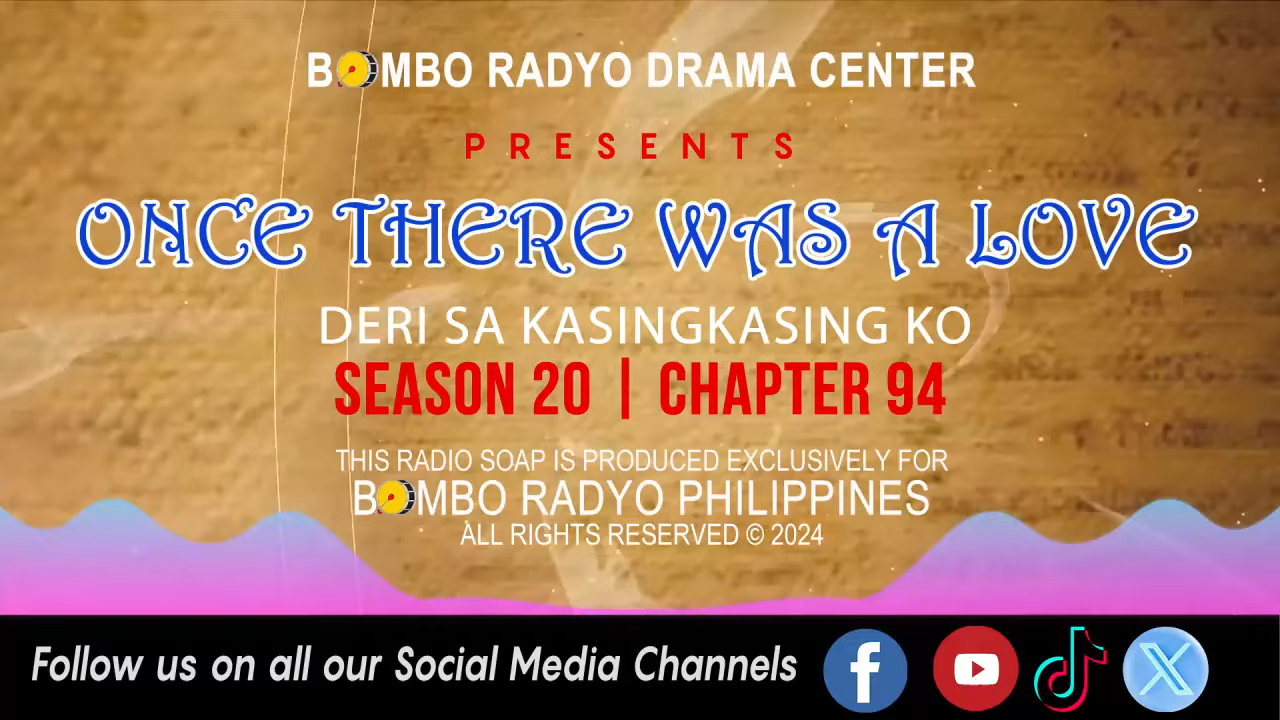 BOMBO RADYO DRAMA CENTER
PRESENTS
ONCE THERE WAS A LOVE
DERI SA KASINGKASING KO
SEASON 20 | CHAPTER 94
THIS RADIO SOAP IS PRODUCED EXCLUSIVELY FOR
BOMBO RADYO PHILIPPINES
ALL RIGHTS RESERVED © 2024
Follow us on all our Social Media Channels